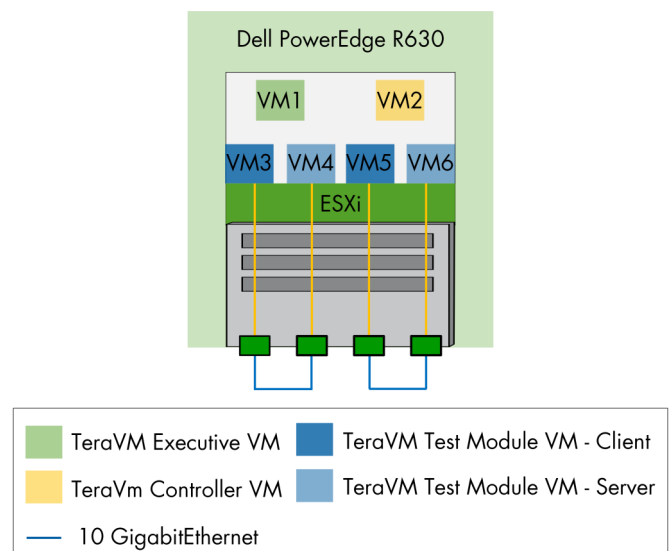 Dell PowerEdge R630
VM1 VM2
VM3 VM4 VM5 VM6
ESXi
TeraVM Executive VM
TeraVM Test Module VM - Client
TeraVm Controller VM
TeraVM Test Module VM - Server
10 GigabitEthernet